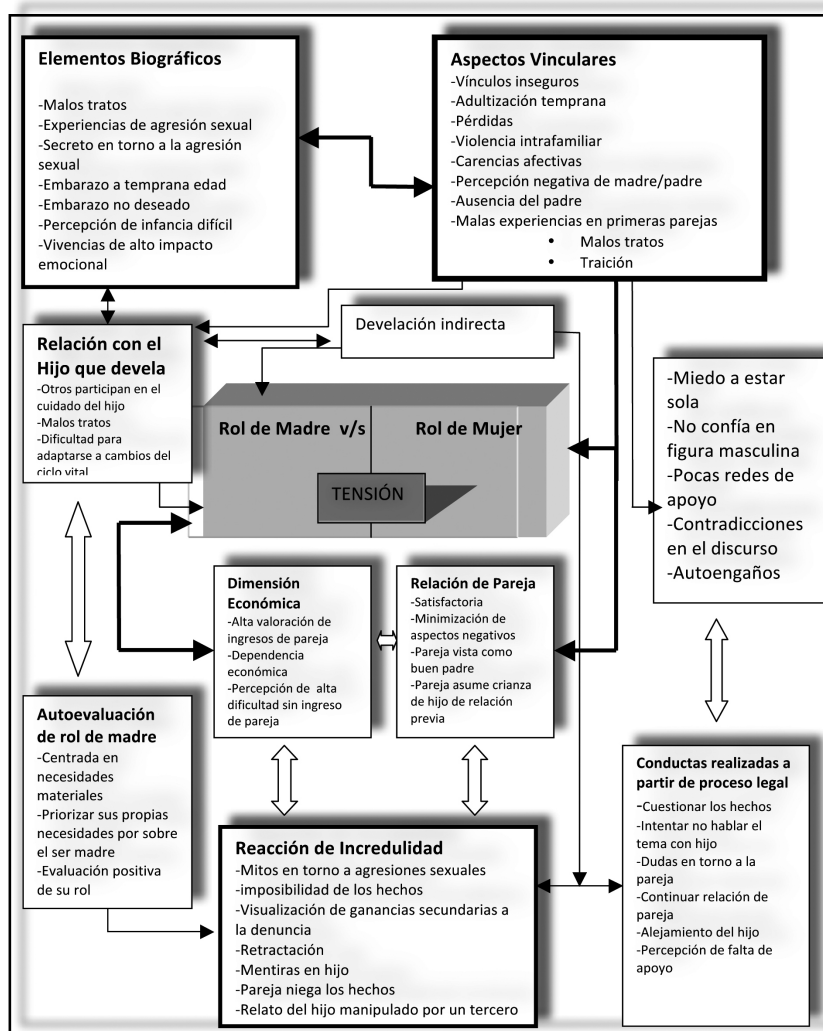 Elementos Biográficos
-Malos tratos
-Experiencias de agresión sexual
-Secreto en torno a la agresión
sexual
-Embarazo a temprana edad
-Embarazo no deseado
-Percepción de infancia difícil
-Vivencias de alto impacto
emocional
Aspectos Vinculares
-Vínculos inseguros
-Adultización temprana
-Pérdidas
-Violencia intrafamiliar
-Carencias afectivas
-Percepción negativa de madre/padre
-Ausencia del padre
-Malas experiencias en primeras parejas
• Malos tratos
• Traición
Relación con el
Hijo que devela
-Otros participan en el
cuidado del hijo
-Malos tratos
-Dificultad para
adaptarse a cambios del
ciclo vital
Develación indirecta
Rol de Madre v/s Rol de Mujer
TENSIÓN
-Miedo a estar
sola
-No confía en
figura masculina
-Pocas redes de
apoyo
-Contradicciones
en el discurso
-Autoengaños
Dimensión
Económica
-Alta valoración de
ingresos de pareja
-Dependencia
económica
-Percepción de alta
dificultad sin ingreso
de pareja
Relación de Pareja
-Satisfactoria
-Minimización de
aspectos negativos
-Pareja vista como
buen padre
-Pareja asume crianza
de hijo de relación
previa
Autoevaluación
de rol de madre
-Centrada en
necesidades
materiales
-Priorizar sus propias
necesidades por sobre
el ser madre
-Evaluación positiva
de su rol
Reacción de Incredulidad
-Mitos en torno a agresiones sexuales
-imposibilidad de los hechos
-Visualización de ganancias secundarias a
la denuncia
-Retractación
-Mentiras en hijo
-Pareja niega los hechos
-Relato del hijo manipulado por un tercero
Conductas realizadas a
partir de proceso legal
-Cuestionar los hechos
-Intentar no hablar el
tema con hijo
-Dudas en torno a la
pareja
-Continuar relación de
pareja
-Alejamiento del hijo
-Percepción de falta de
apoyo